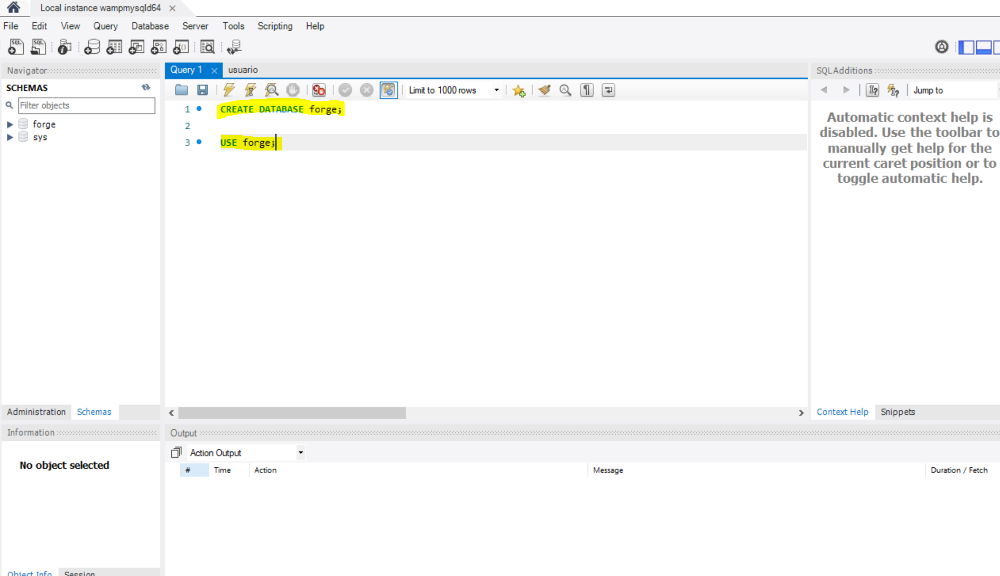 Local instance wampmysqld64
File Edit View Query Database Server Tools Scripting Help
Navigator
SCHEMAS
Filter objects
forge
sys
Administration Schemas
Information
No object selected
Object Info Session
Query 1 usuario
Limit to 1000 rows
1 CREATE DATABASE forge;
2
3 USE forge;
Output
Action Output
# Time Action Message Duration / Fetch
SQLAdditions
Jump to
Automatic context help is
disabled. Use the toolbar to
manually get help for the
current caret position or to
toggle automatic help.
Context Help Snippets